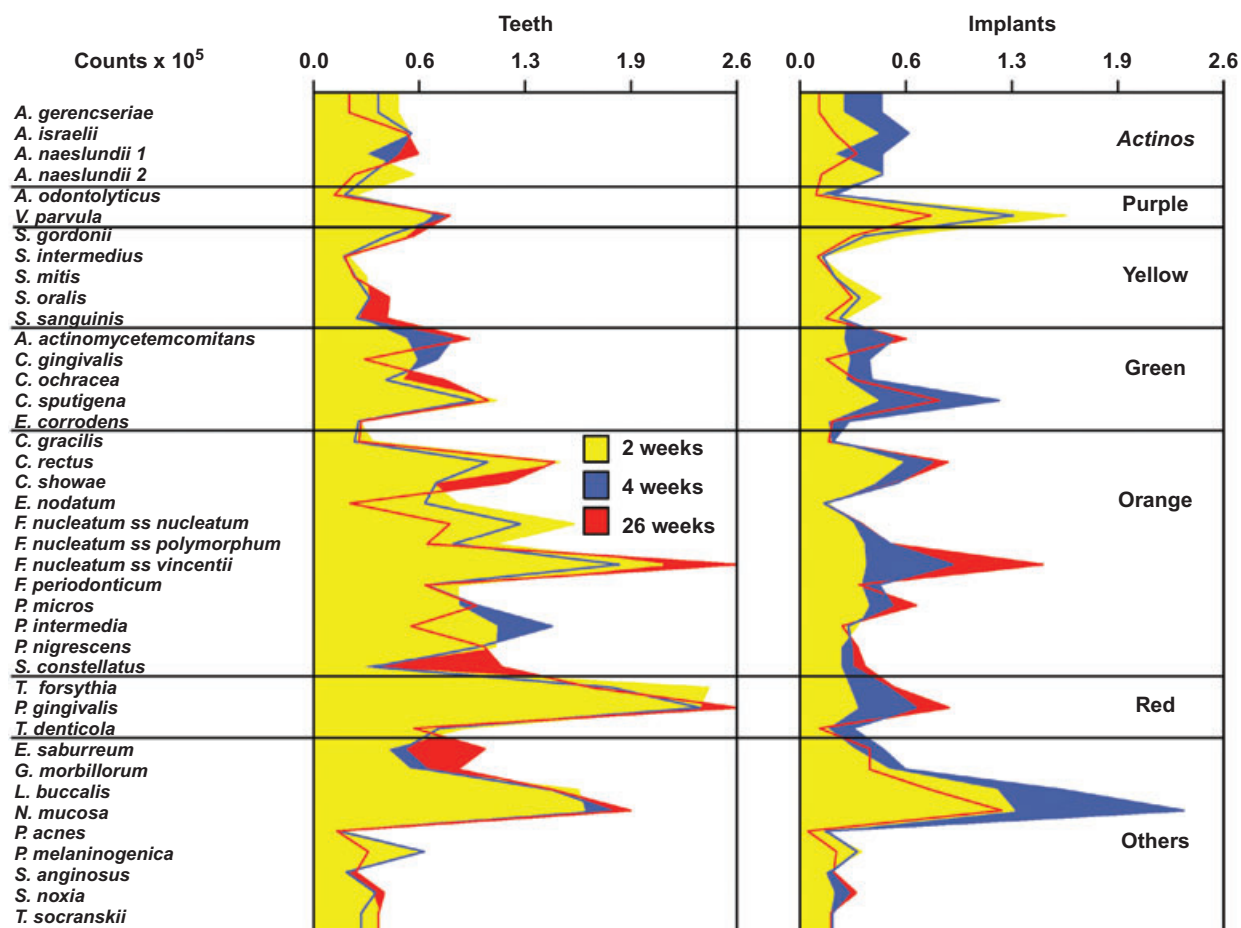 Teeth Implants
Counts x 10⁵ 0.0 0.6 1.3 1.9 2.6 0.0 0.6 1.3 1.9 2.6
A. gerencseriae
A. israelii Actinos
A. naeslundii 1
A. naeslundii 2
A. odontolyticus
V. parvula Purple
S. gordonii
S. intermedius
S. mitis Yellow
S. oralis
S. sanguinis
A. actinomycetemcomitans
C. gingivalis Green
C. ochracea
C. sputigena
E. corrodens
C. gracilis 2 weeks
C. rectus
C. showae 4 weeks
E. nodatum Orange
F. nucleatum ss nucleatum 26 weeks
F. nucleatum ss polymorphum
F. nucleatum ss vincentii
F. periodonticum
P. micros
P. intermedia
P. nigrescens
S. constellatus
T. forsythia
P. gingivalis Red
T. denticola
E. saburreum
G. morbillorum
L. buccalis
N. mucosa
P. acnes Others
P. melaninogenica
S. anginosus
S. noxia
T. socranskii